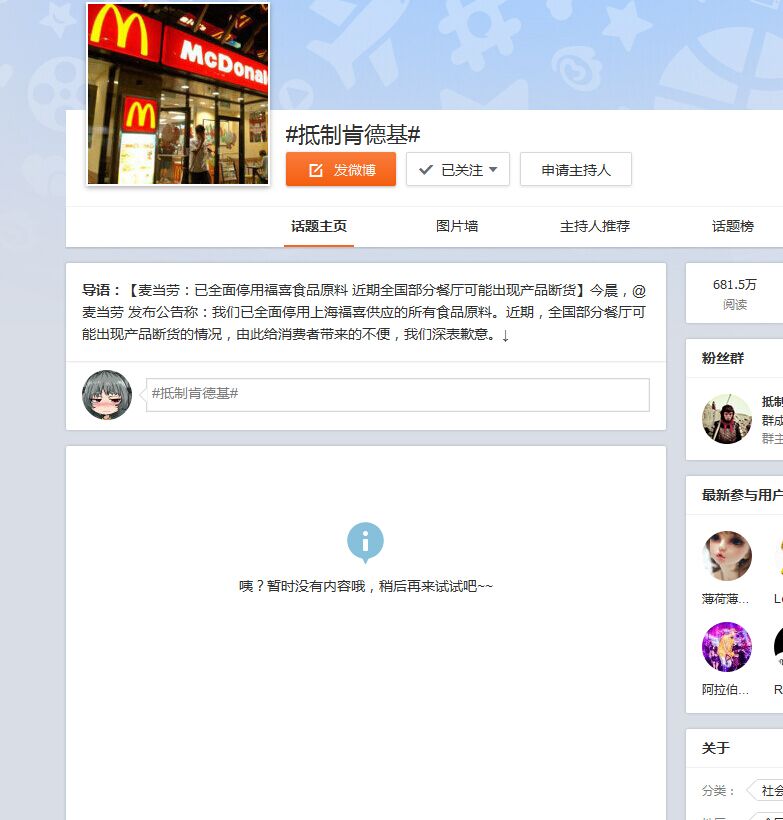 McDonal
#抵制肯德基#
发微博
已关注
申请主持人
话题主页
图片墙
主持人推荐
话题榜
导语：【麦当劳：已全面停用福喜食品原料 近期全国部分餐厅可能出现产品断货】今晨，@
麦当劳 发布公告称：我们已全面停用上海福喜供应的所有食品原料。近期，全国部分餐厅可
能出现产品断货的情况，由此给消费者带来的不便，我们深表歉意。↓
#抵制肯德基#
咦？暂时没有内容哦，稍后再来试试吧~~
681.5万
阅读
粉丝群
抵制
群成
群主
最新参与用户
薄荷薄...
阿拉伯...
R
关于
分类：
社会